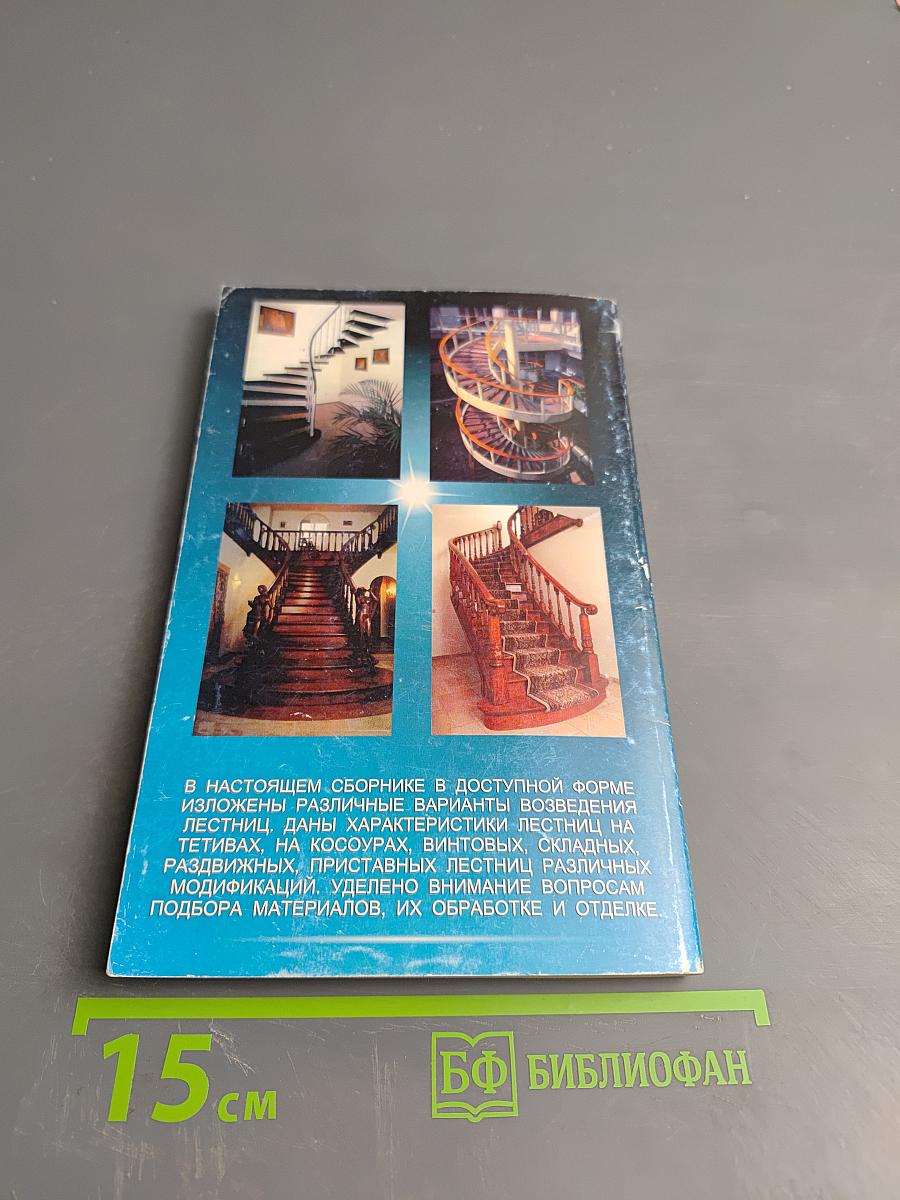 В НАСТОЯЩЕМ СБОРНИКЕ В ДОСТУПНОЙ ФОРМЕ
ИЗЛОЖЕНЫ РАЗЛИЧНЫЕ ВАРИАНТЫ ВОЗВЕДЕНИЯ
ЛЕСТНИЦ. ДАНЫ ХАРАКТЕРИСТИКИ ЛЕСТНИЦ НА
ТЕТИВАХ, НА КОСОУРАХ, ВИНТОВЫХ, СКЛАДНЫХ,
РАЗДВИЖНЫХ, ПРИСТАВНЫХ ЛЕСТНИЦ РАЗЛИЧНЫХ
МОДИФИКАЦИЙ. УДЕЛЕНО ВНИМАНИЕ ВОПРОСАМ
ПОДБОРА МАТЕРИАЛОВ, ИХ ОБРАБОТКЕ И ОТДЕЛКЕ.
15 см
БФ БИБЛИОФАН